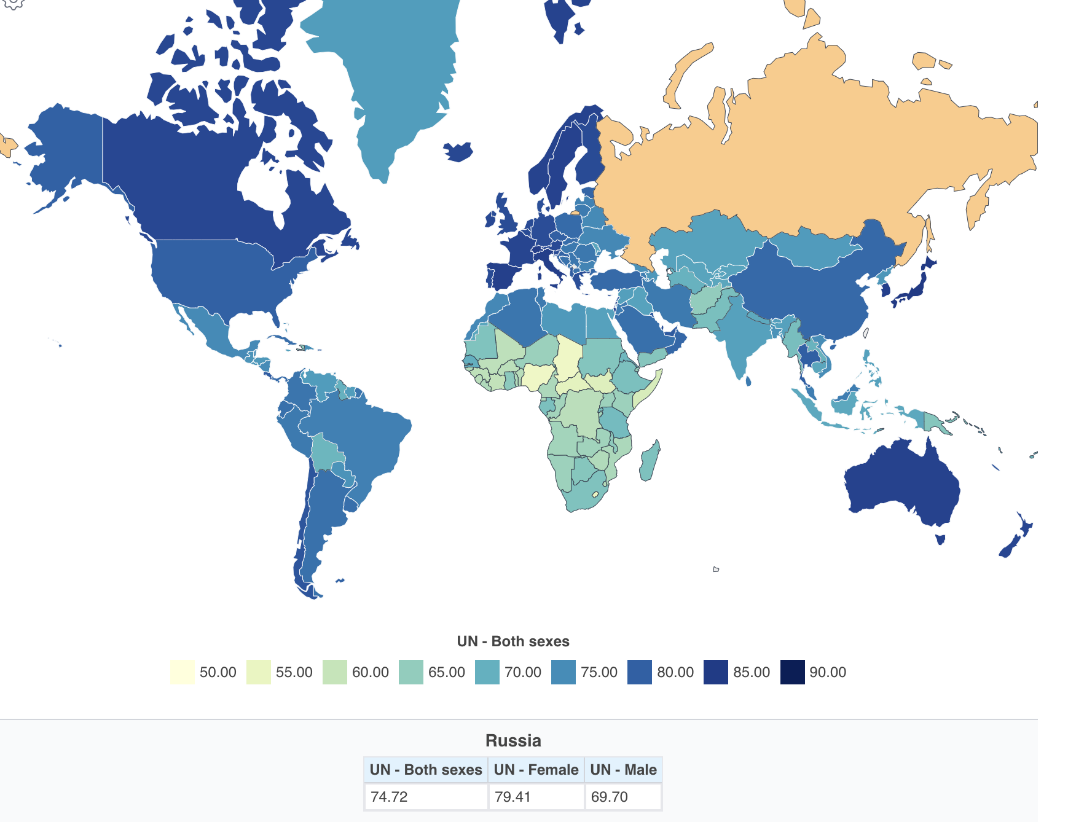 UN - Both sexes
50.00 55.00 60.00 65.00 70.00 75.00 80.00 85.00 90.00
Russia
UN - Both sexes UN - Female UN - Male
74.72 79.41 69.70